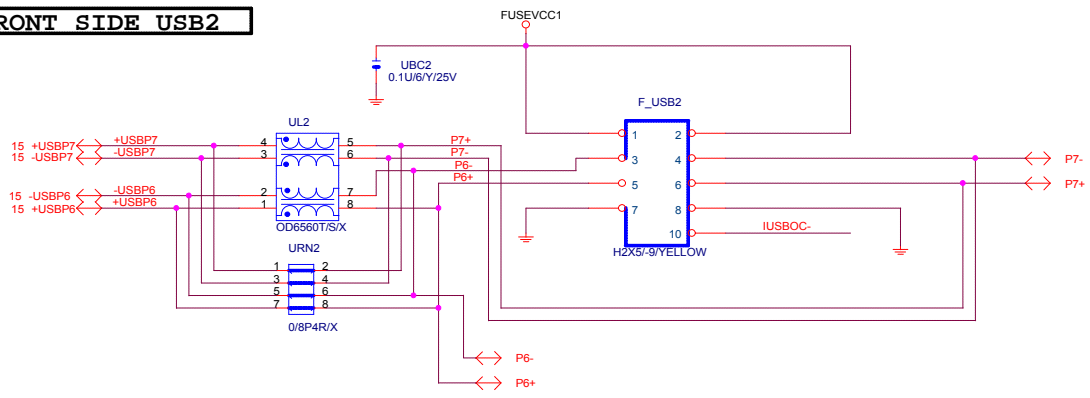 RONT SIDE USB2
FUSEVCC1
UBC2
0.1U/6/Y/25V
F_USB2
UL2
15 +USBP7
+USBP7
4
5
P7+
15 -USBP7
-USBP7
3
6
P7-
P6-
15 -USBP6
-USBP6
2
7
P6+
15 +USBP6
+USBP6
1
8
OD6560T/S/X
1
2
3
4
5
6
7
8
10
IUSBOC-
H2X5/-9/YELLOW
P7-
P7+
URN2
1
2
3
4
5
6
7
8
0/8P4R/X
P6-
P6+